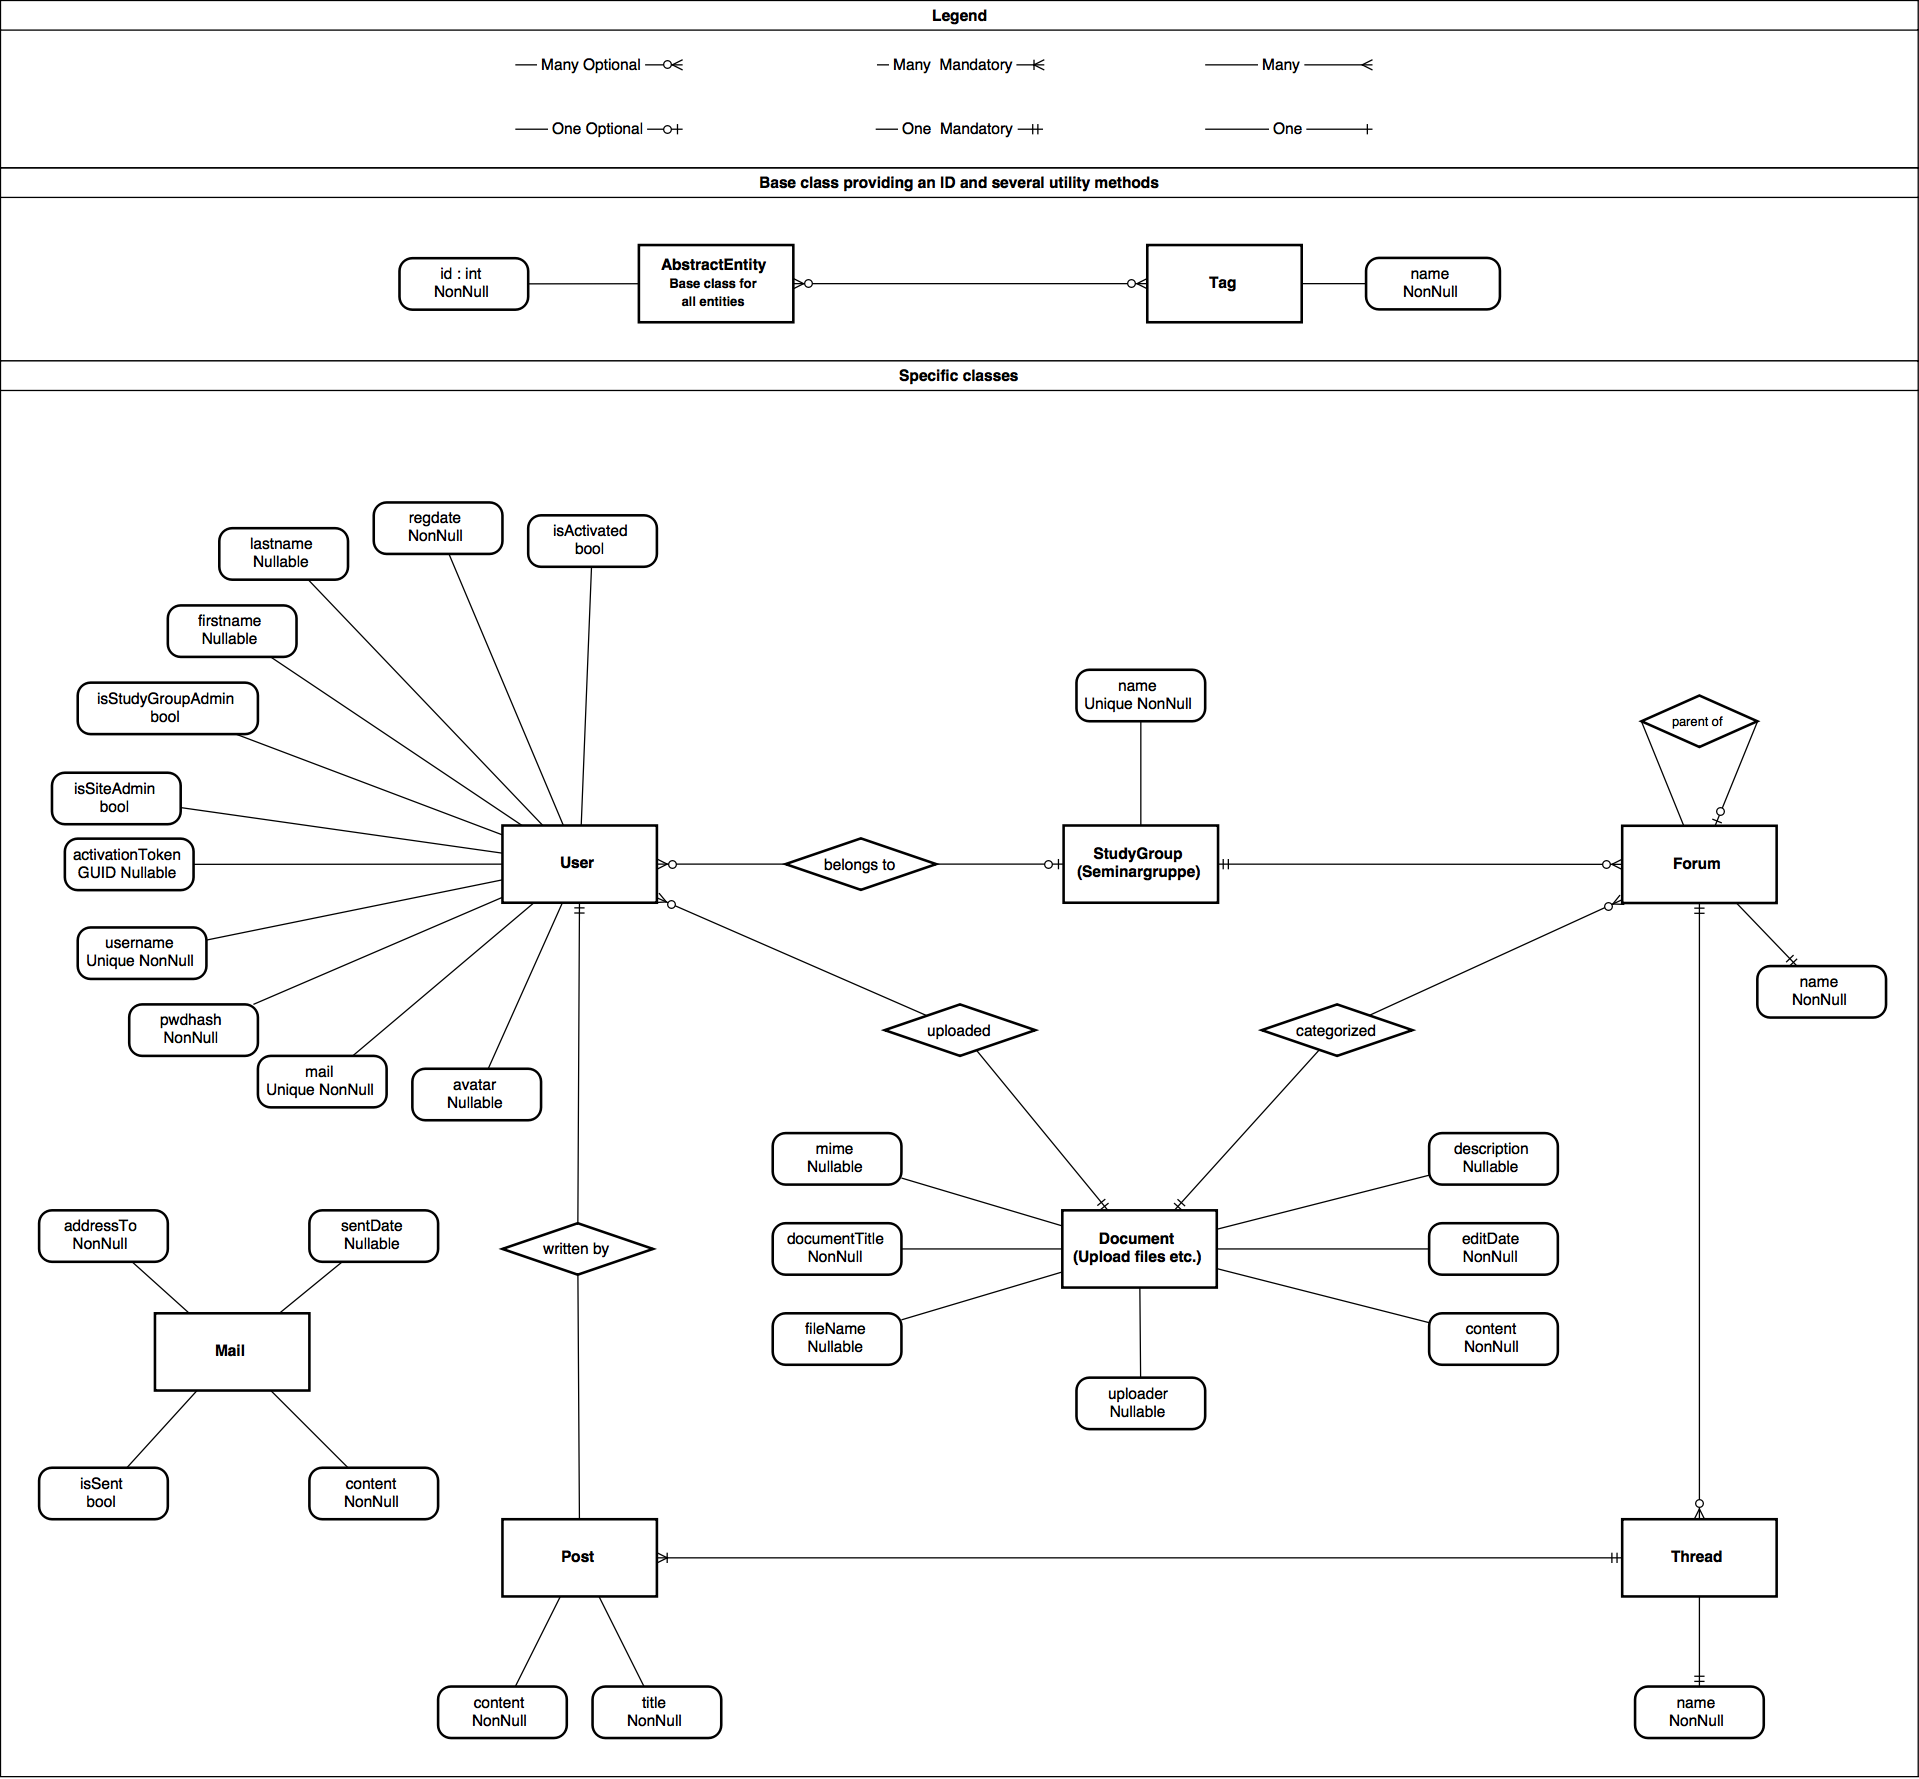 Legend
Many Optional
Many Mandatory
Many
One Optional
One Mandatory
One
Base class providing an ID and several utility methods
id : int
NonNull
AbstractEntity
Base class for
all entities
Tag
name
NonNull
Specific classes
regdate
NonNull
isActivated
bool
lastname
Nullable
firstname
Nullable
isStudyGroupAdmin
bool
name
Unique NonNull
parent of
isSiteAdmin
bool
activationToken
GUID Nullable
User
belongs to
StudyGroup
(Seminargruppe)
Forum
username
Unique NonNull
name
NonNull
pwdhash
NonNull
uploaded
categorized
mail
Unique NonNull
avatar
Nullable
mime
Nullable
description
Nullable
addressTo
NonNull
sentDate
Nullable
written by
documentTitle
NonNull
Document
(Upload files etc.)
editDate
NonNull
Mail
fileName
Nullable
content
NonNull
uploader
Nullable
isSent
bool
content
NonNull
Post
Thread
content
NonNull
title
NonNull
name
NonNull